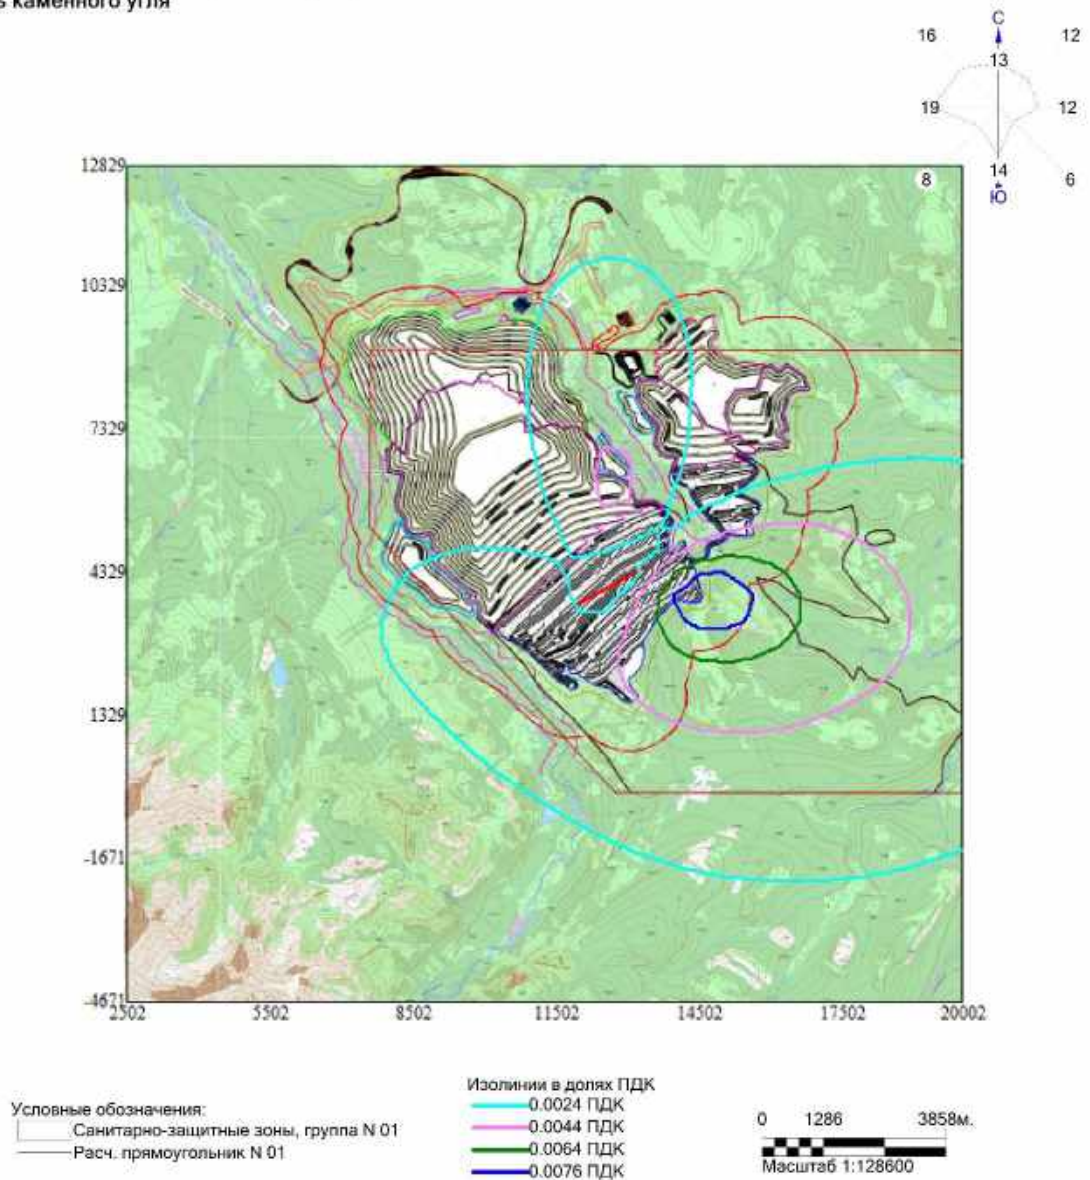 ь каменного угля
С
16
12
13
19
12
14
8
6
Ю
12829
10329
7329
4329
1329
-1671
-4621
2502
5502
8502
11502
14502
17502
20002
Условные обозначения:
Санитарно-защитные зоны, группа N 01
Расч. прямоугольник N 01
Изолинии в долях ПДК
0.0024 ПДК
0.0044 ПДК
0.0064 ПДК
0.0076 ПДК
0 1286 3858м.
Масштаб 1:128600